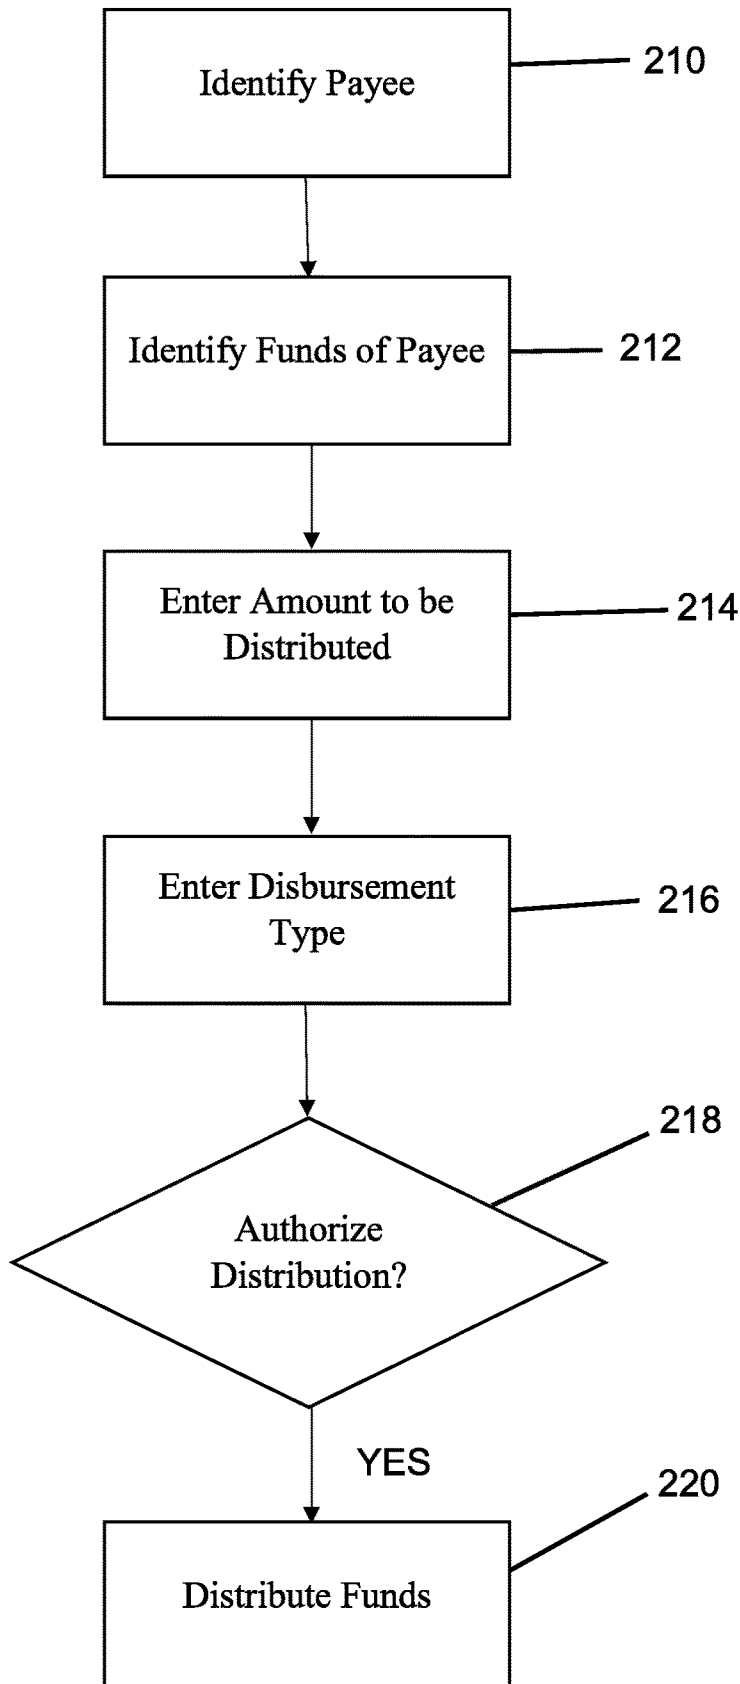 Identify Payee
210
Identify Funds of Payee
212
Enter Amount to be
Distributed
214
Enter Disbursement
Type
216
218
Authorize
Distribution?
YES
220
Distribute Funds